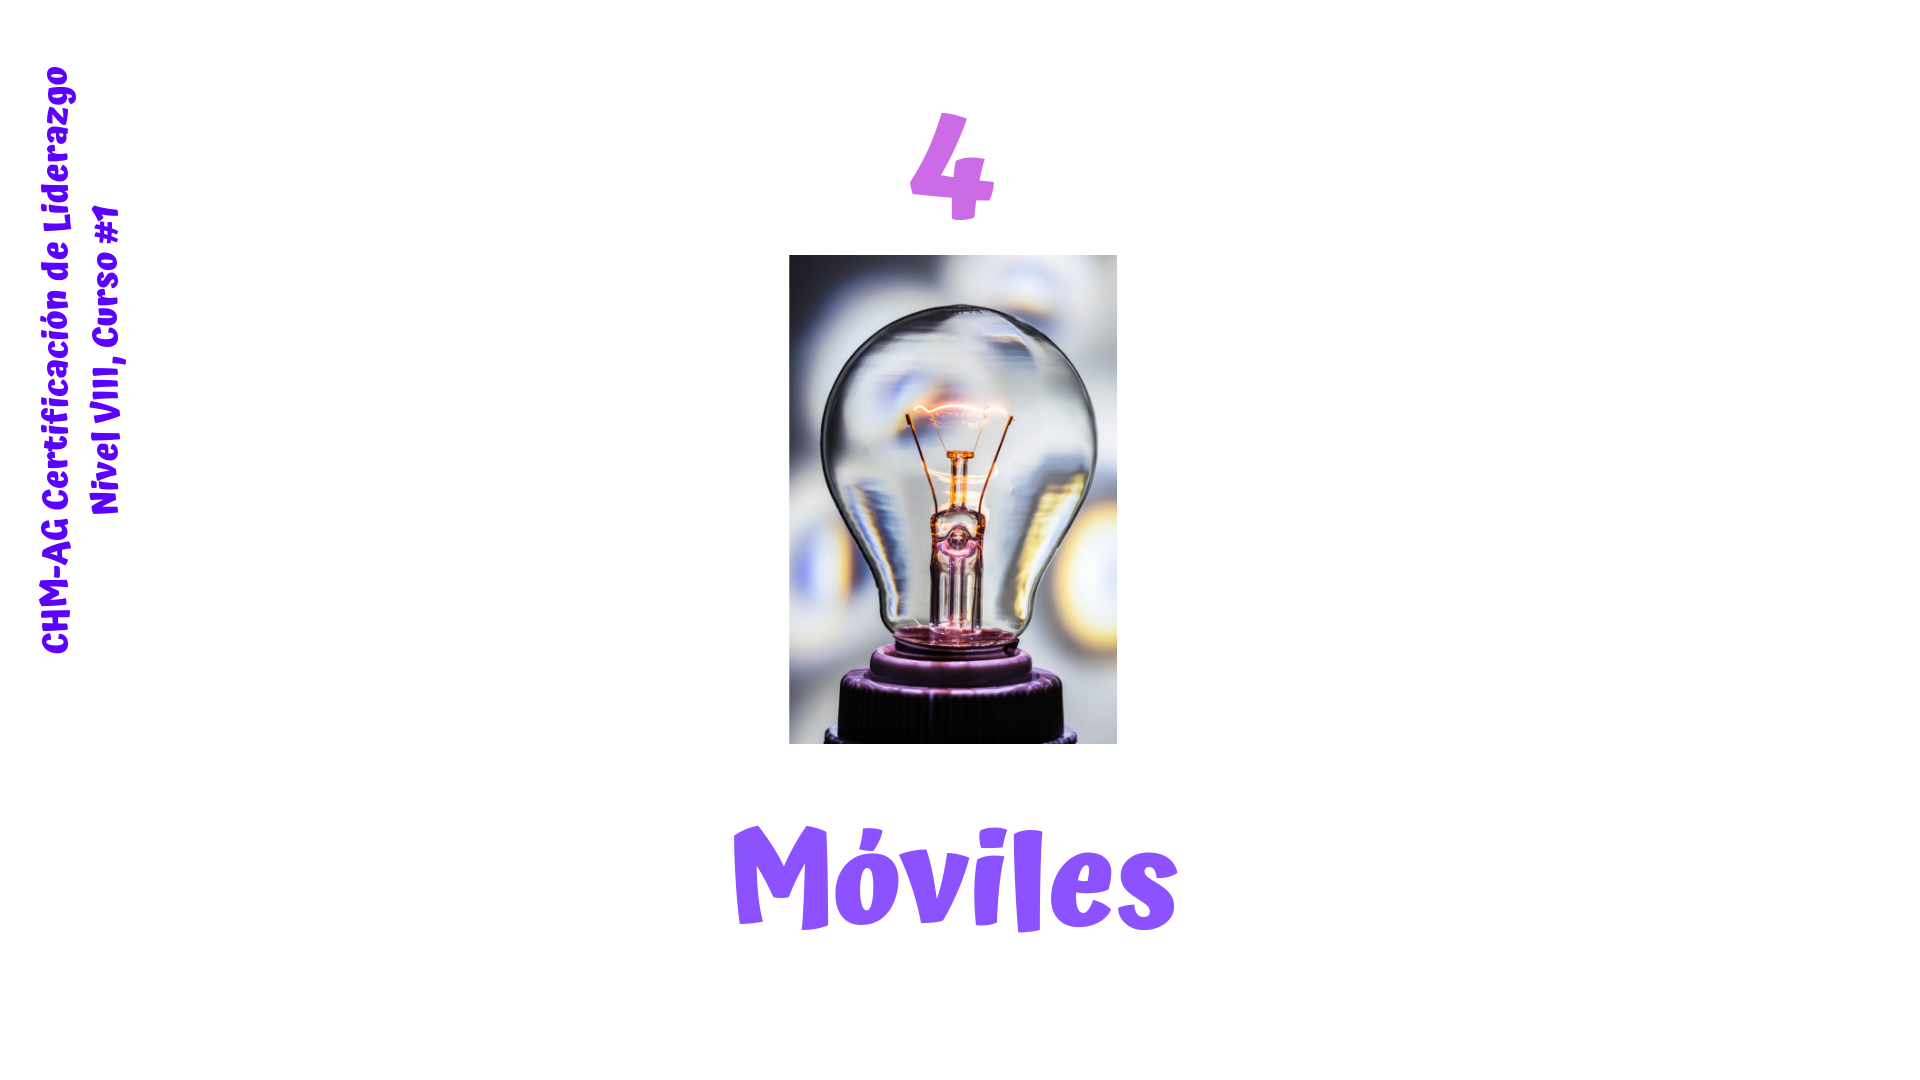 CHM-AG Certificación de Liderazgo
Nivel VIII, Curso #1
4
Móviles